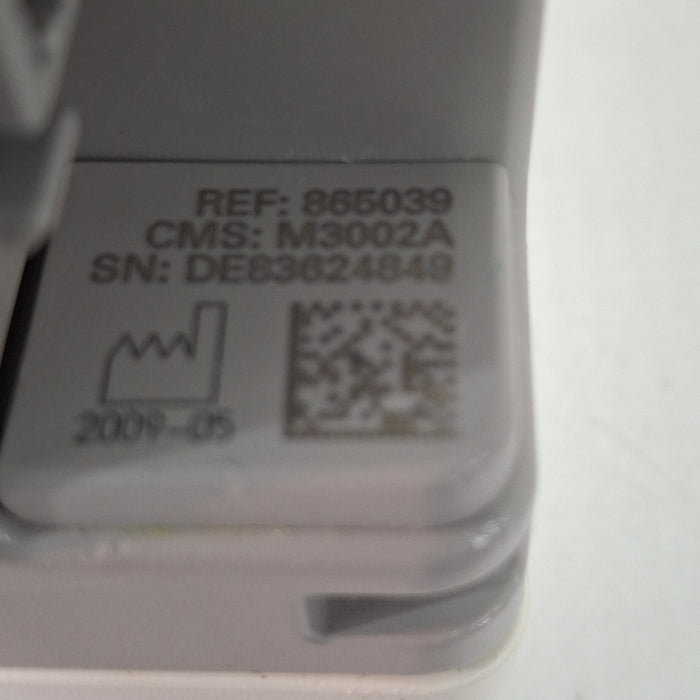 REF: 865039
CMS: M3002A
SN: DE83624849
2009-05